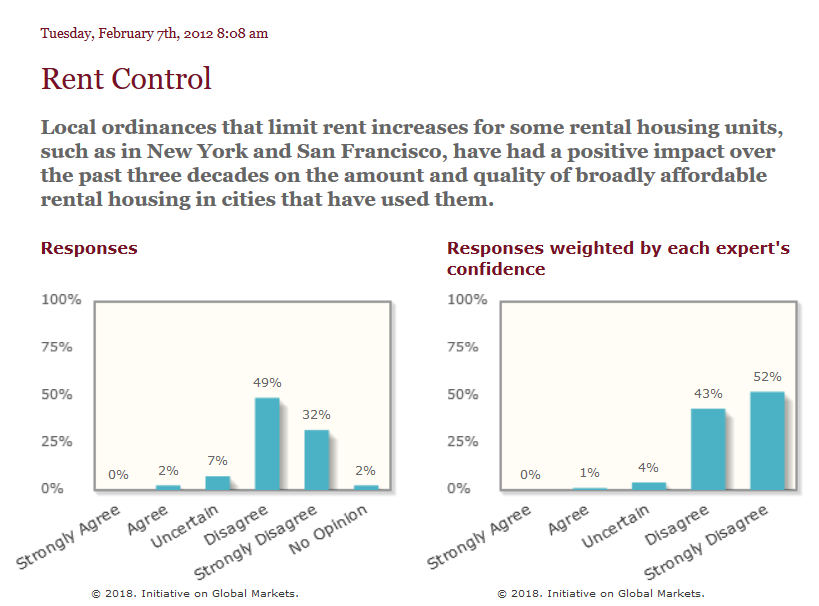 Tuesday, February 7th, 2012 8:08 am
Rent Control
Local ordinances that limit rent increases for some rental housing units,
such as in New York and San Francisco, have had a positive impact over
the past three decades on the amount and quality of broadly affordable
rental housing in cities that have used them.
Responses
100%
75%
50%
25%
0%
0%
2%
7%
49%
32%
2%
Strongly Agree
Agree
Uncertain
Disagree
Strongly Disagree
No Opinion
© 2018. Initiative on Global Markets.
Responses weighted by each expert's
confidence
100%
75%
50%
25%
0%
0%
1%
4%
43%
52%
Strongly Agree
Agree
Uncertain
Disagree
Strongly Disagree
© 2018. Initiative on Global Markets.